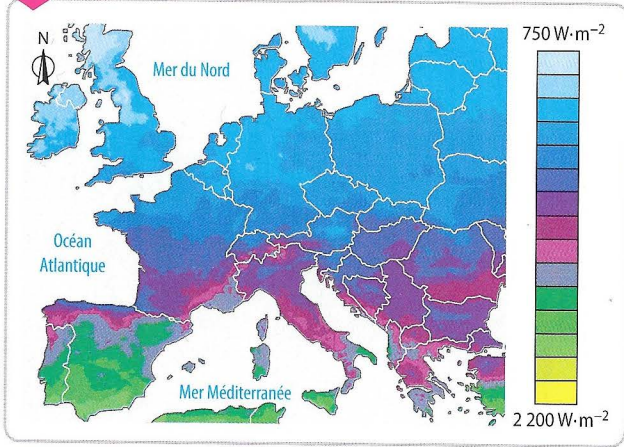 750 W·m⁻²
N
Mer du Nord
Océan
Atlantique
Mer Méditerranée
2 200 W·m⁻²